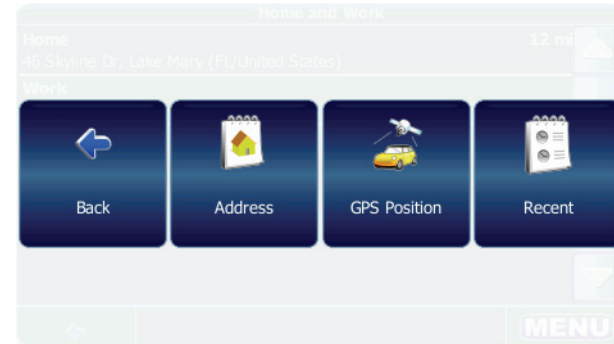 Home and Work
Home 12 mi
46 Skyline Dr, Lake Mary (FL/United States)
Work
Back Address GPS Position Recent
MENU